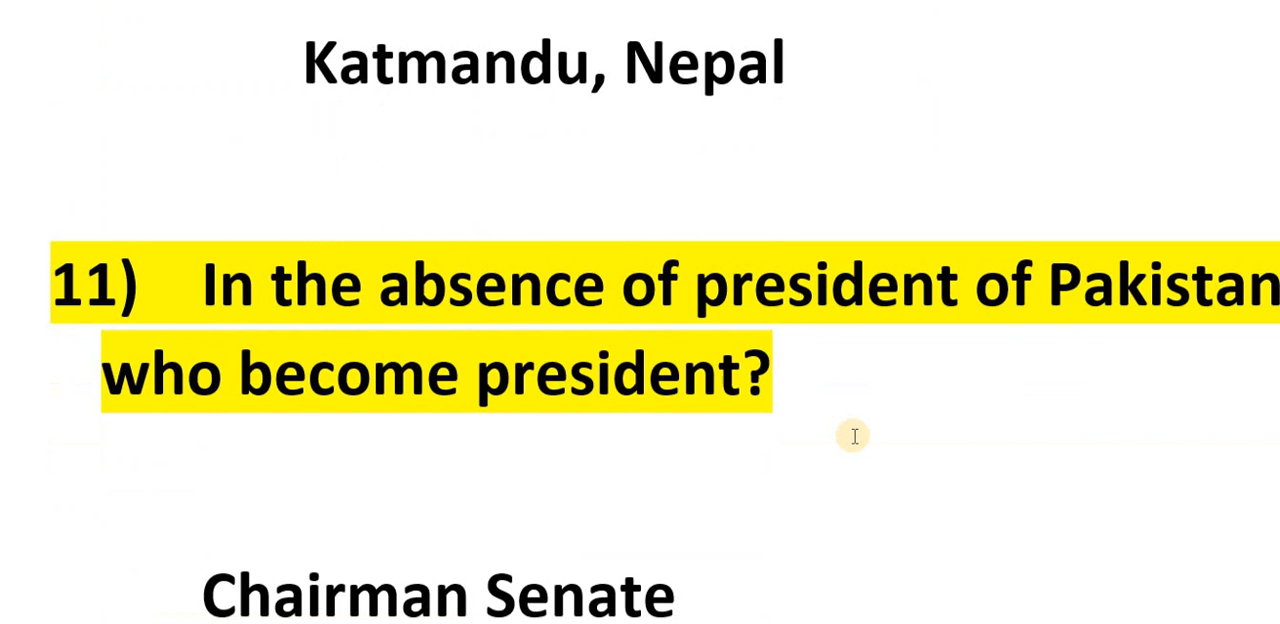 Katmandu, Nepal
11) In the absence of president of Pakistan
who become president?
Chairman Senate